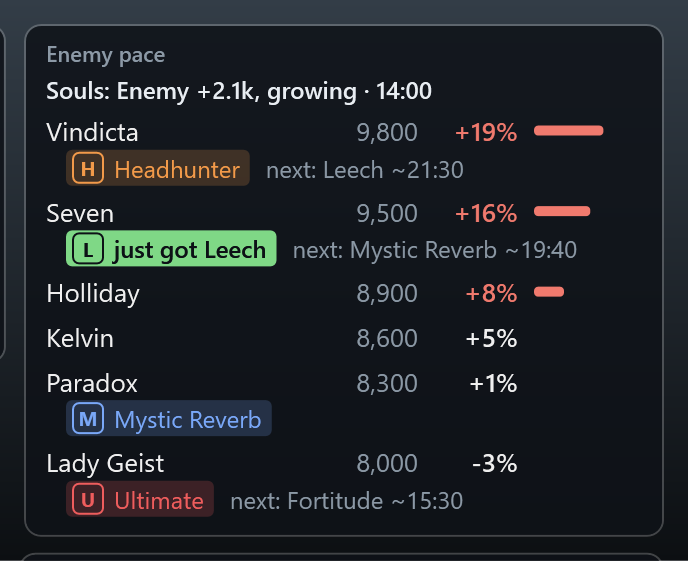 Enemy pace
Souls: Enemy +2.1k, growing · 14:00
Vindicta 9,800 +19%
H Headhunter next: Leech ~21:30
Seven 9,500 +16%
L just got Leech next: Mystic Reverb ~19:40
Holliday 8,900 +8%
Kelvin 8,600 +5%
Paradox 8,300 +1%
M Mystic Reverb
Lady Geist 8,000 -3%
U Ultimate next: Fortitude ~15:30